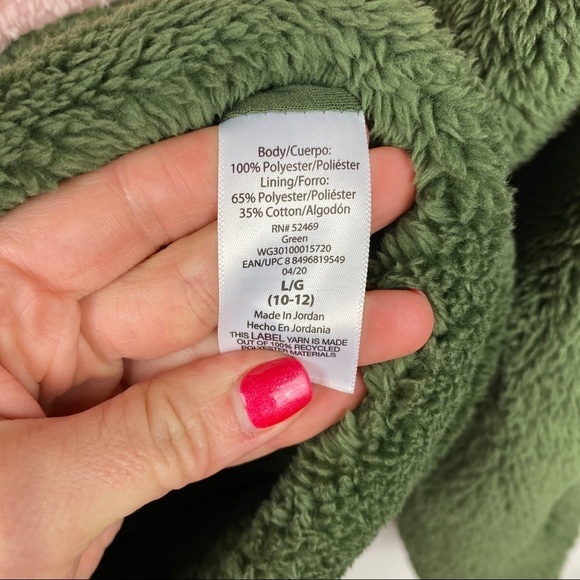 Body/Cuerpo:
100% Polyester/Poliéster
Lining/Forro:
65% Polyester/Poliéster
35% Cotton/Algodón
RN# 52469
Green
WG30100015720
EAN/UPC 8 8496819549
04/20
L/G
(10-12)
Made In Jordan
Hecho En Jordania
THIS LABEL YARN IS MADE
OUT OF 100% RECYCLED
POLYESTER MATERIALS